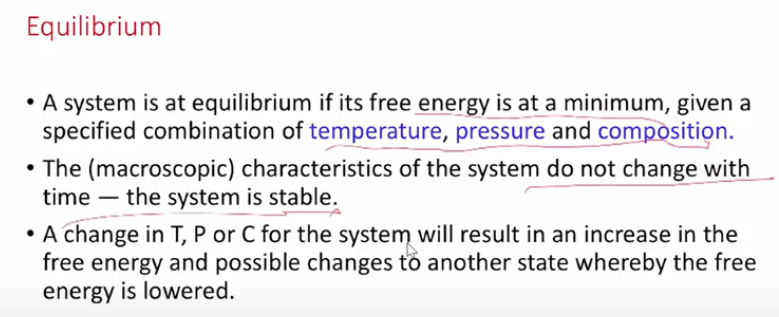 Equilibrium
• A system is at equilibrium if its free energy is at a minimum, given a
specified combination of temperature, pressure and composition.
• The (macroscopic) characteristics of the system do not change with
time — the system is stable.
• A change in T, P or C for the system will result in an increase in the
free energy and possible changes to another state whereby the free
energy is lowered.